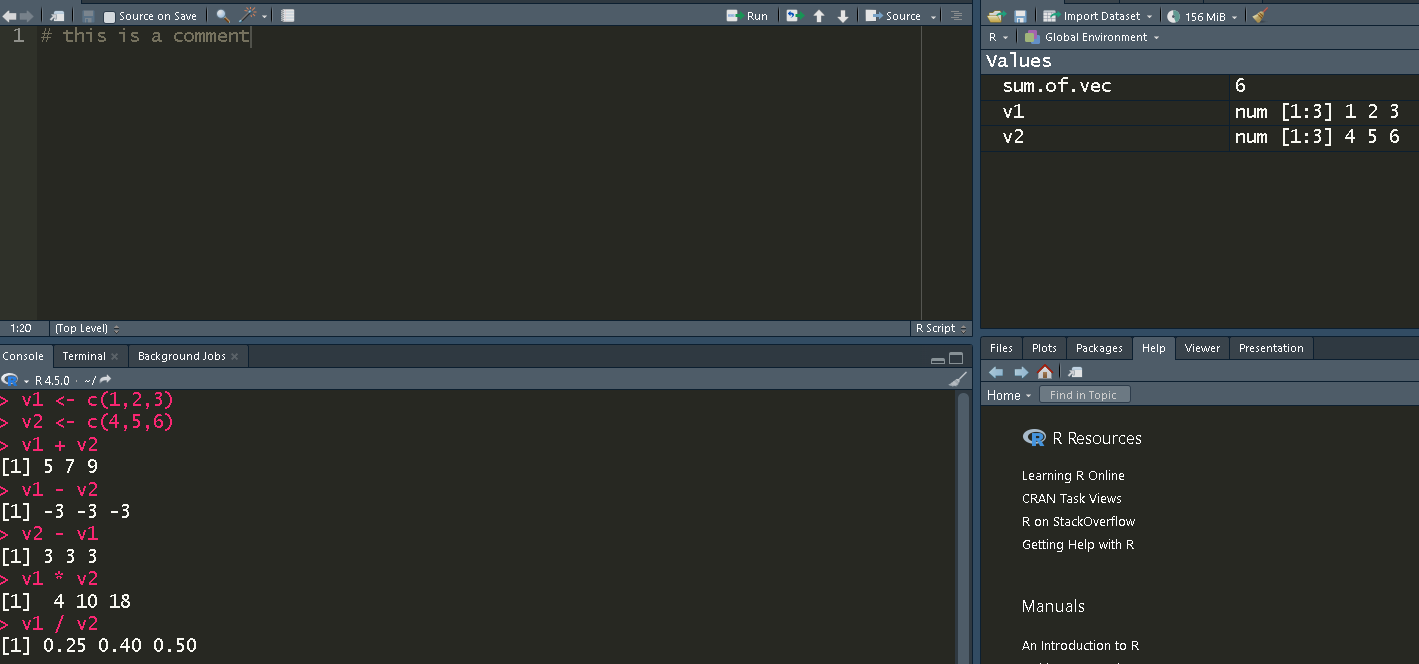 Source on Save
Run
Source
1 # this is a comment
1:20 (Top Level)
R Script
Console Terminal Background Jobs
R 4.5.0 · ~/
> v1 <- c(1,2,3)
> v2 <- c(4,5,6)
> v1 + v2
[1] 5 7 9
> v1 - v2
[1] -3 -3 -3
> v2 - v1
[1] 3 3 3
> v1 * v2
[1]  4 10 18
> v1 / v2
[1] 0.25 0.40 0.50
Import Dataset 156 MiB
R Global Environment
Values
sum.of.vec 6
v1 num [1:3] 1 2 3
v2 num [1:3] 4 5 6
Files Plots Packages Help Viewer Presentation
Home Find in Topic
R Resources
Learning R Online
CRAN Task Views
R on StackOverflow
Getting Help with R
Manuals
An Introduction to R